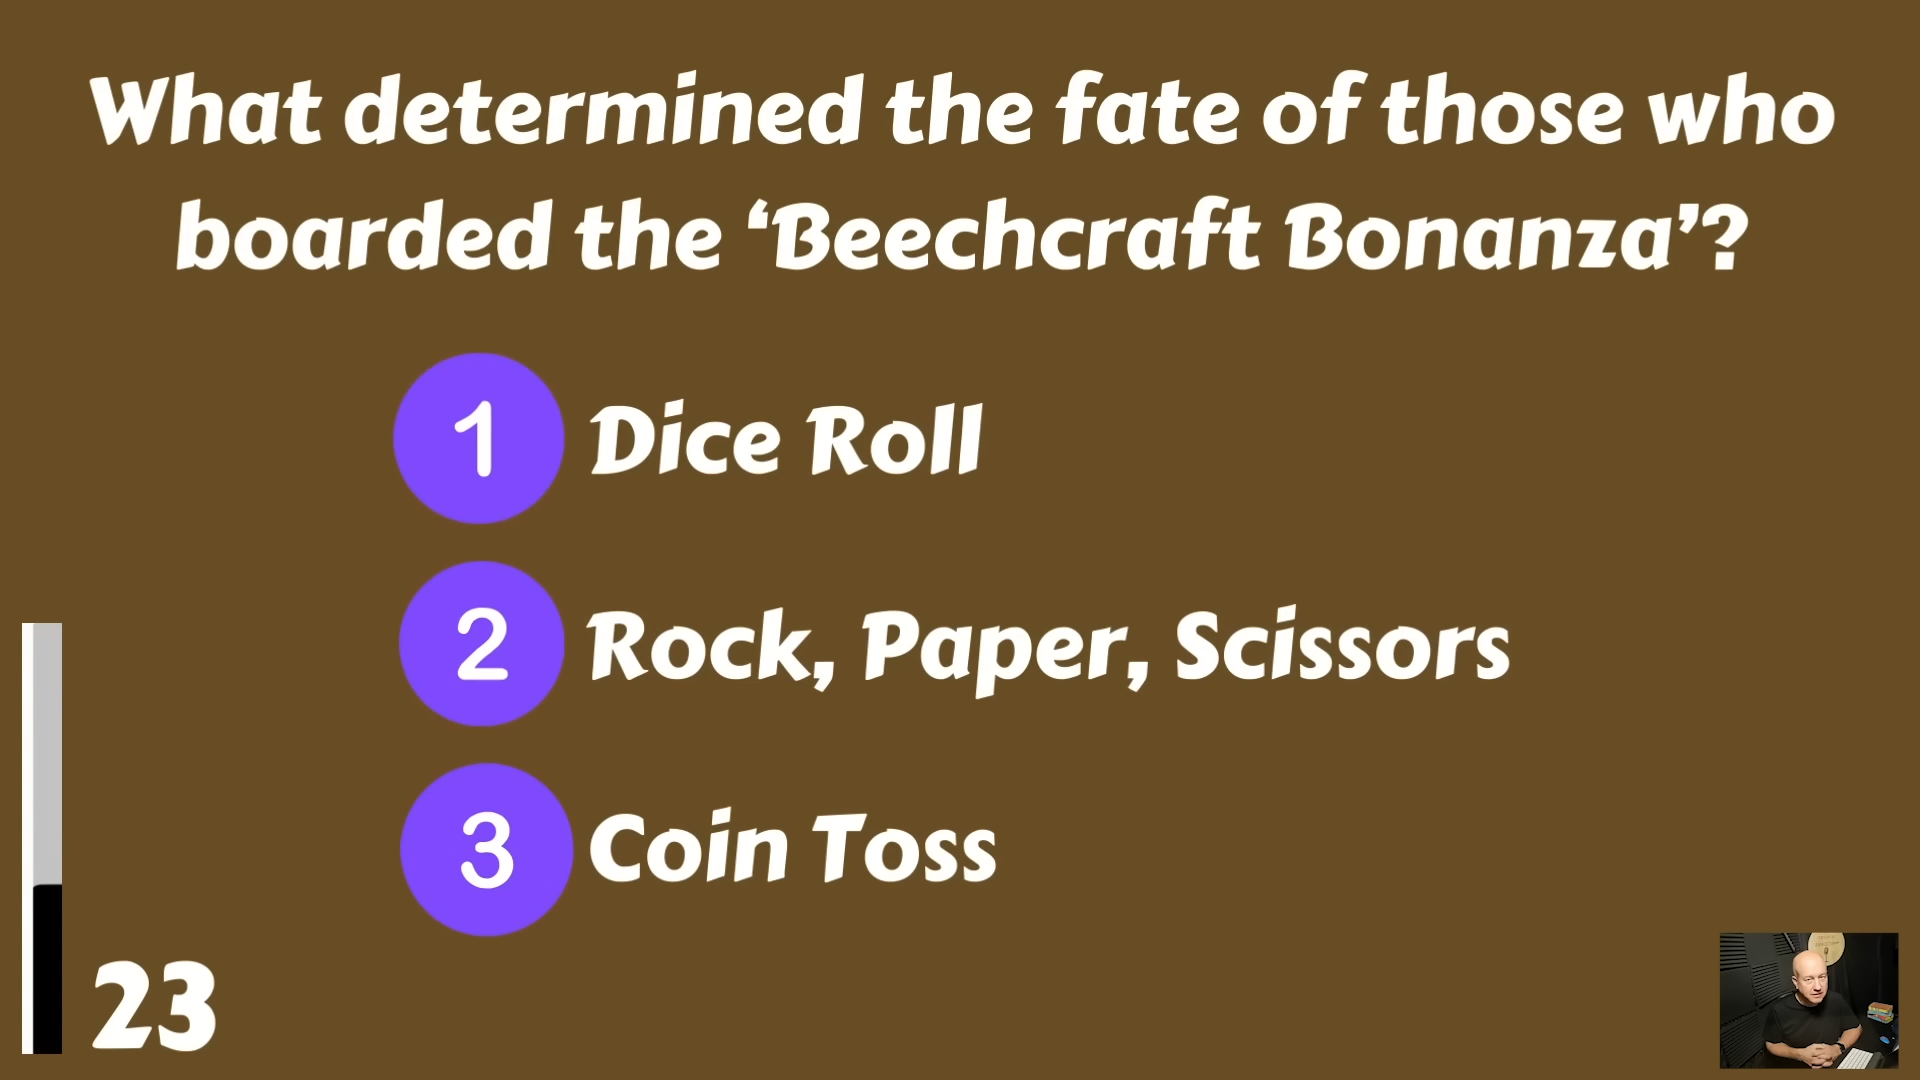 What determined the fate of those who
boarded the ‘Beechcraft Bonanza’?
1 Dice Roll
2 Rock, Paper, Scissors
3 Coin Toss
23